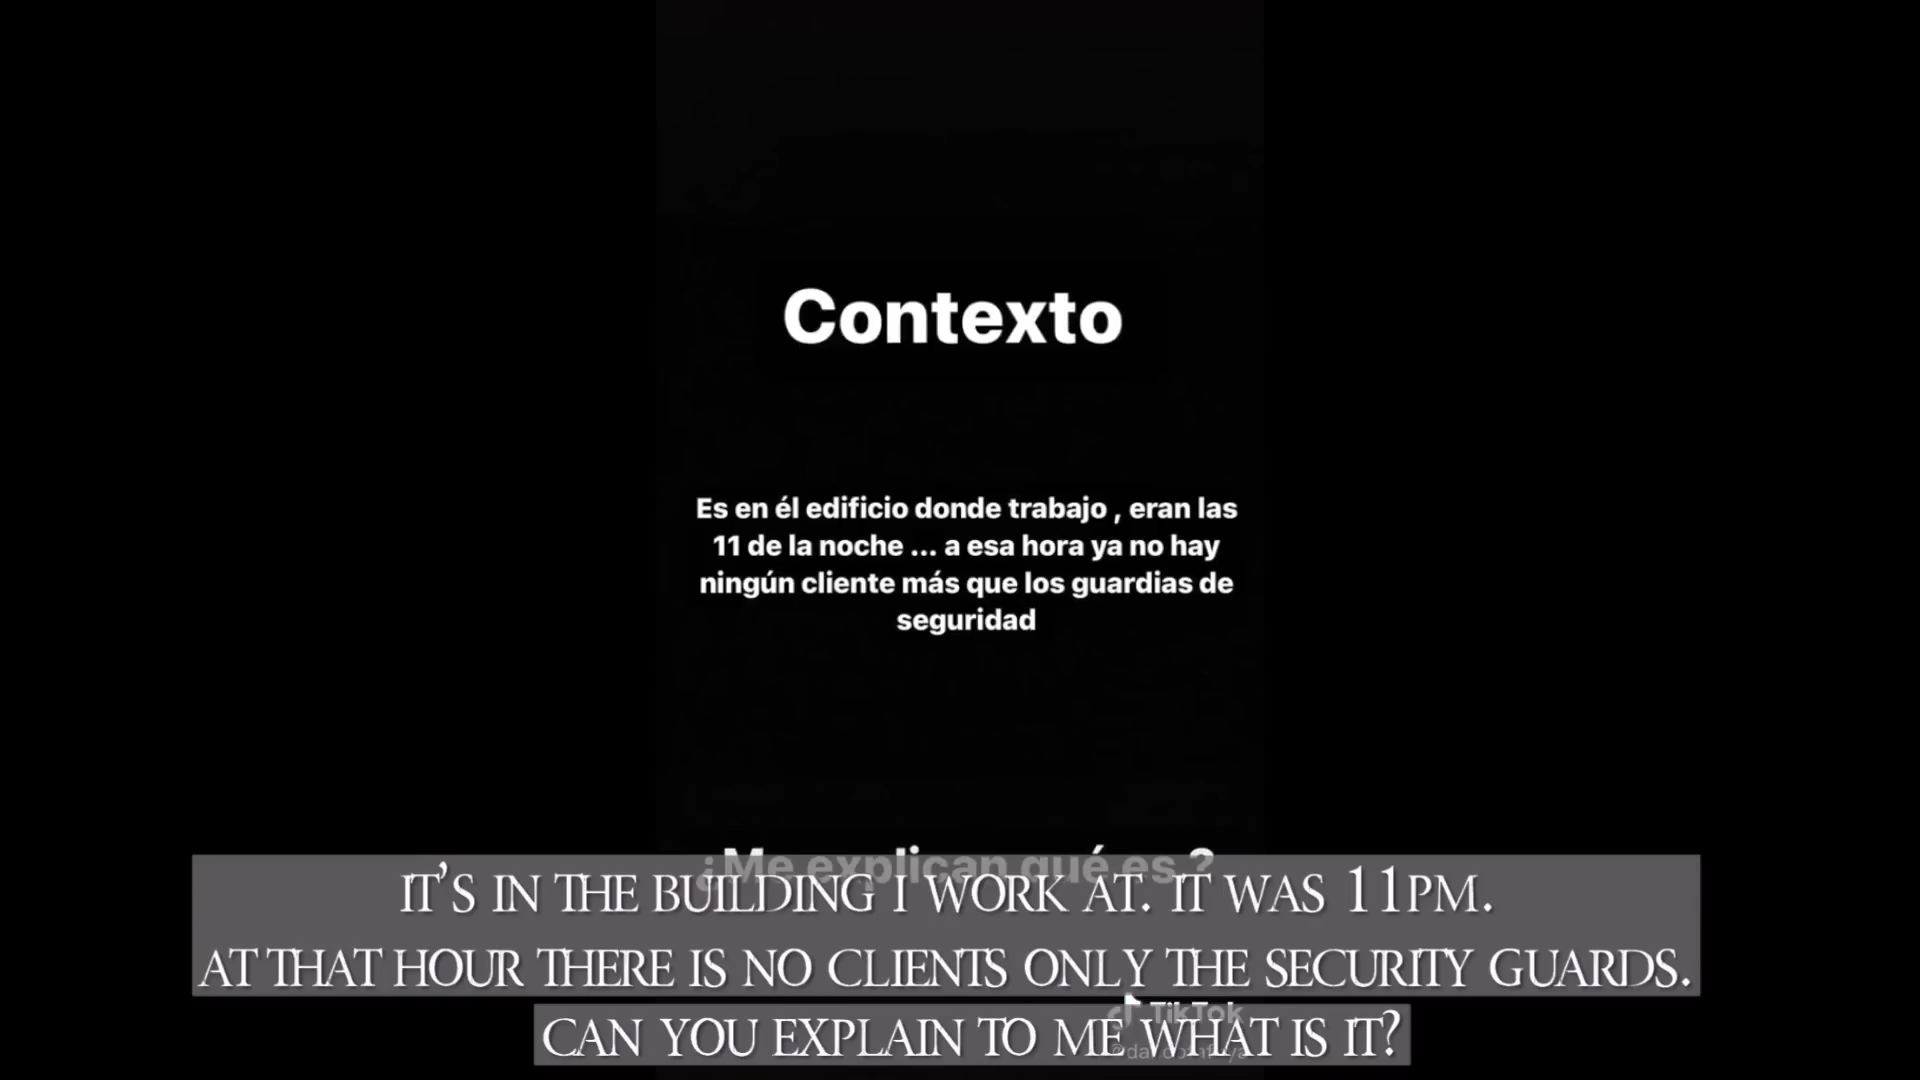 Contexto
Es en él edificio donde trabajo , eran las
11 de la noche ... a esa hora ya no hay
ningún cliente más que los guardias de
seguridad
¿Me explican qué es ?
IT'S IN THE BUILDING I WORK AT. IT WAS 11PM.
AT THAT HOUR THERE IS NO CLIENTS ONLY THE SECURITY GUARDS.
TikTok
CAN YOU EXPLAIN TO ME WHAT IS IT?